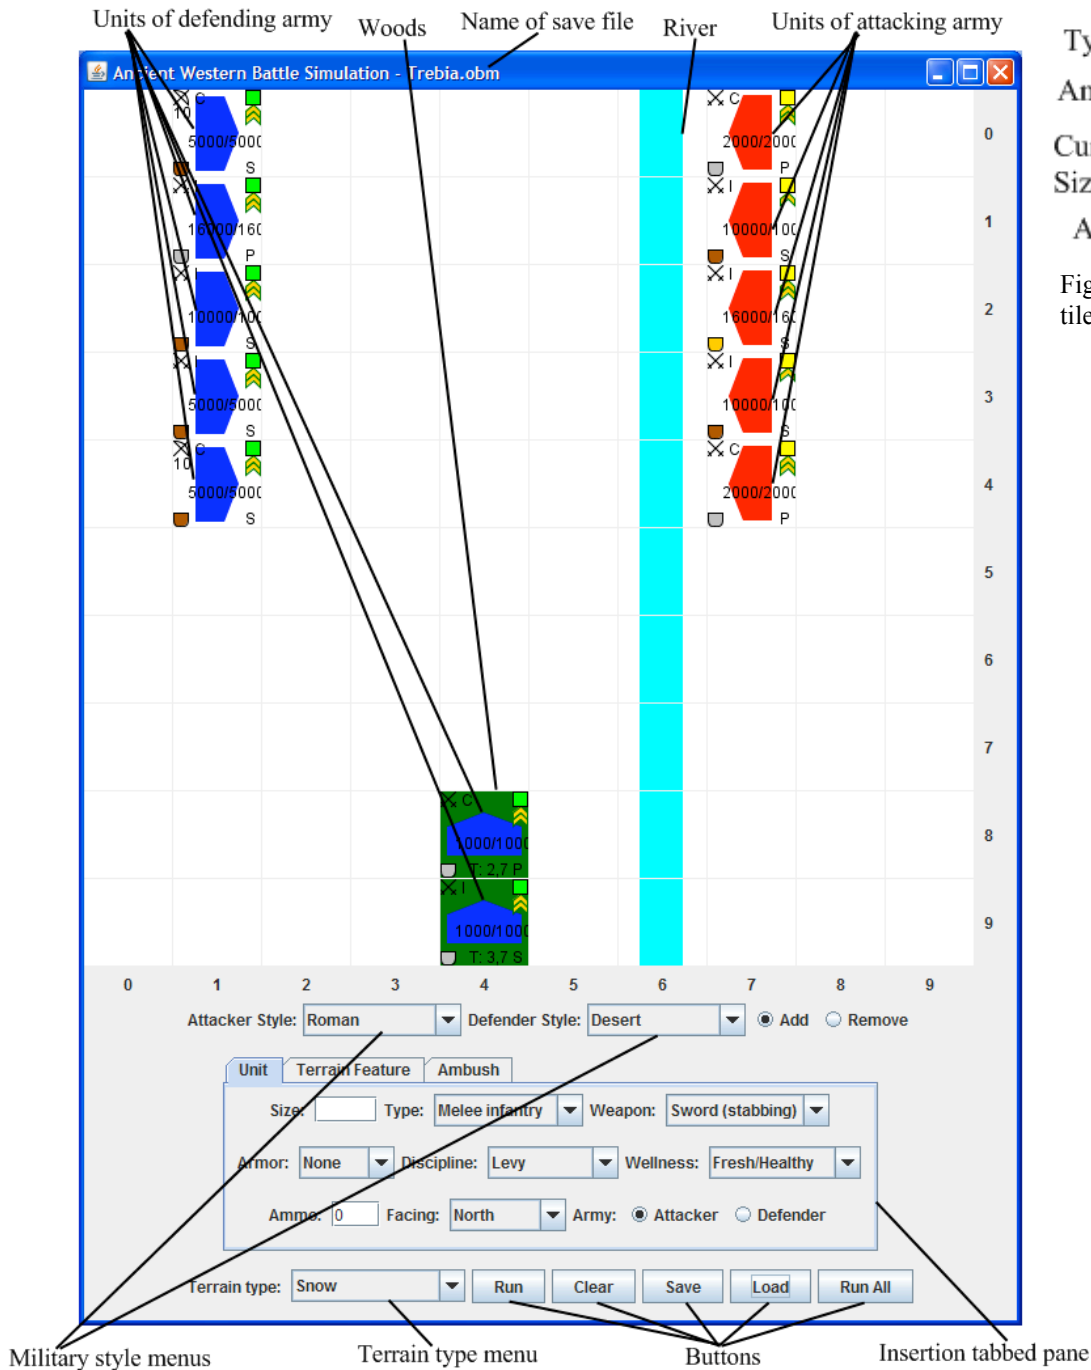 Units of defending army Woods Name of save file River Units of attacking army
Ancient Western Battle Simulation - Trebia.obm
C C
10
5000/5000 2000/2000 0
S P
I I
16000/160 10000/100 1
P S
I I
10000/100 16000/160 2
S S
I I
5000/5000 10000/100 3
S S
C C
10
5000/5000 2000/2000 4
S P
5
6
7
C
1000/1000 8
T: 2,7 P
I
1000/1000 9
T: 3,7 S
0 1 2 3 4 5 6 7 8 9
Attacker Style: Roman Defender Style: Desert Add Remove
Unit Terrain Feature Ambush
Size: Type: Melee infantry Weapon: Sword (stabbing)
Armor: None Discipline: Levy Wellness: Fresh/Healthy
Ammo: 0 Facing: North Army: Attacker Defender
Terrain type: Snow Run Clear Save Load Run All
Military style menus Terrain type menu Buttons Insertion tabbed pane
Ty
Siz
A
Fig
tile